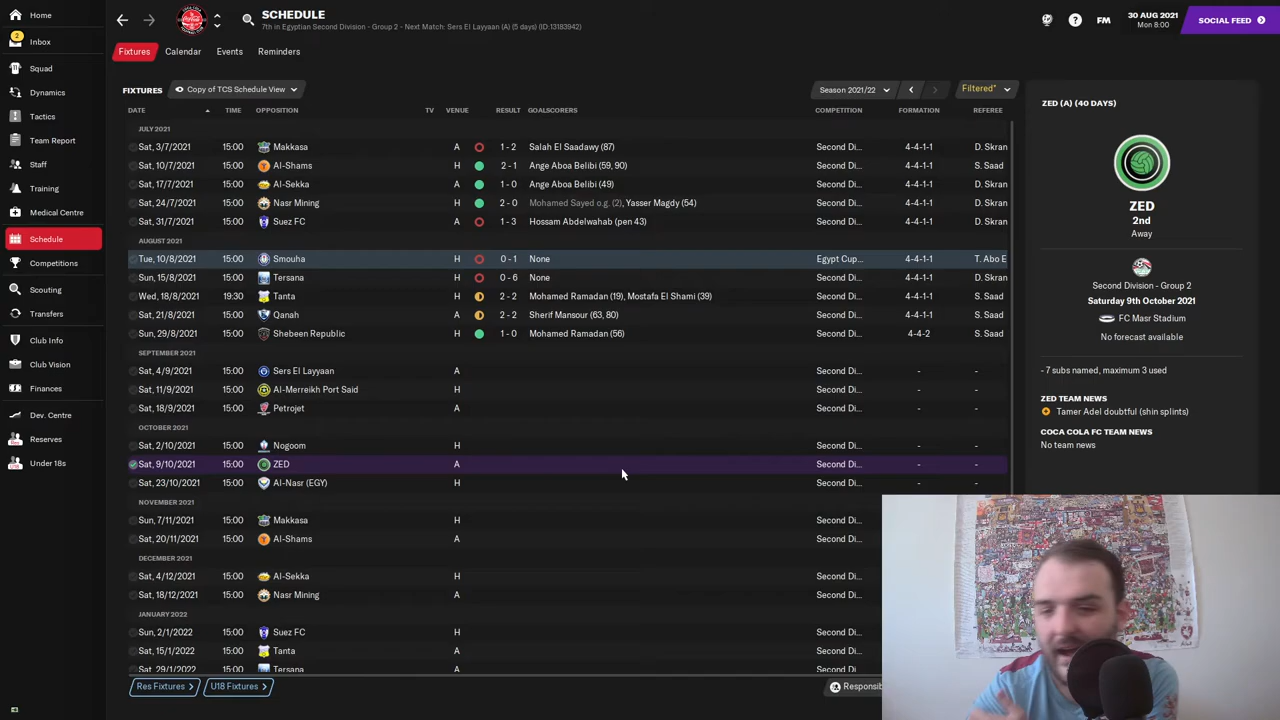 SCHEDULE
7th in Egyptian Second Division - Group 2 - Next Match: Sers El Layyaan (A) (5 days) (ID:13183942)
FM
30 AUG 2021
Mon 8:00
SOCIAL FEED
Home
2
Inbox
Squad
Dynamics
Tactics
Team Report
Staff
Training
Medical Centre
Schedule
Competitions
Scouting
Transfers
Club Info
Club Vision
Finances
Dev. Centre
Reserves
Under 18s
Fixtures Calendar Events Reminders
FIXTURES Copy of TCS Schedule View Season 2021/22 Filtered*
DATE TIME OPPOSITION TV VENUE RESULT GOALSCORERS COMPETITION FORMATION REFEREE
JULY 2021
Sat, 3/7/2021 15:00 Makkasa A 1 - 2 Salah El Saadawy (87) Second Di... 4-4-1-1 D. Skran
Sat, 10/7/2021 15:00 Al-Shams H 2 - 1 Ange Aboa Belibi (59, 90) Second Di... 4-4-1-1 S. Saad
Sat, 17/7/2021 15:00 Al-Sekka A 1 - 0 Ange Aboa Belibi (49) Second Di... 4-4-1-1 D. Skran
Sat, 24/7/2021 15:00 Nasr Mining H 2 - 0 Mohamed Sayed o.g. (2), Yasser Magdy (54) Second Di... 4-4-1-1 D. Skran
Sat, 31/7/2021 15:00 Suez FC A 1 - 3 Hossam Abdelwahab (pen 43) Second Di... 4-4-1-1 D. Skran
AUGUST 2021
Tue, 10/8/2021 15:00 Smouha H 0 - 1 None Egypt Cup... 4-4-1-1 T. Abo E
Sun, 15/8/2021 15:00 Tersana H 0 - 6 None Second Di... 4-4-1-1 D. Skran
Wed, 18/8/2021 19:30 Tanta H 2 - 2 Mohamed Ramadan (19), Mostafa El Shami (39) Second Di... 4-4-1-1 S. Saad
Sat, 21/8/2021 15:00 Qanah A 2 - 2 Sherif Mansour (63, 80) Second Di... 4-4-1-1 S. Saad
Sun, 29/8/2021 15:00 Shebeen Republic H 1 - 0 Mohamed Ramadan (56) Second Di... 4-4-2 S. Saad
SEPTEMBER 2021
Sat, 4/9/2021 15:00 Sers El Layyaan A Second Di... - -
Sat, 11/9/2021 15:00 Al-Merreikh Port Said H Second Di... - -
Sat, 18/9/2021 15:00 Petrojet A Second Di... - -
OCTOBER 2021
Sat, 2/10/2021 15:00 Nogoom H Second Di... - -
Sat, 9/10/2021 15:00 ZED A Second Di... - -
Sat, 23/10/2021 15:00 Al-Nasr (EGY) H Second Di... - -
NOVEMBER 2021
Sun, 7/11/2021 15:00 Makkasa H Second Di...
Sat, 20/11/2021 15:00 Al-Shams A Second Di...
DECEMBER 2021
Sat, 4/12/2021 15:00 Al-Sekka H Second Di...
Sat, 18/12/2021 15:00 Nasr Mining A Second Di...
JANUARY 2022
Sun, 2/1/2022 15:00 Suez FC H Second Di...
Sat, 15/1/2022 15:00 Tanta A Second Di...
Sat, 29/1/2022 15:00 Tersana A Second Di...
Res Fixtures U18 Fixtures Responsib
ZED (A) (40 DAYS)
ZED
2nd
Away
Second Division - Group 2
Saturday 9th October 2021
FC Masr Stadium
No forecast available
- 7 subs named, maximum 3 used
ZED TEAM NEWS
Tamer Adel doubtful (shin splints)
COCA COLA FC TEAM NEWS
No team news